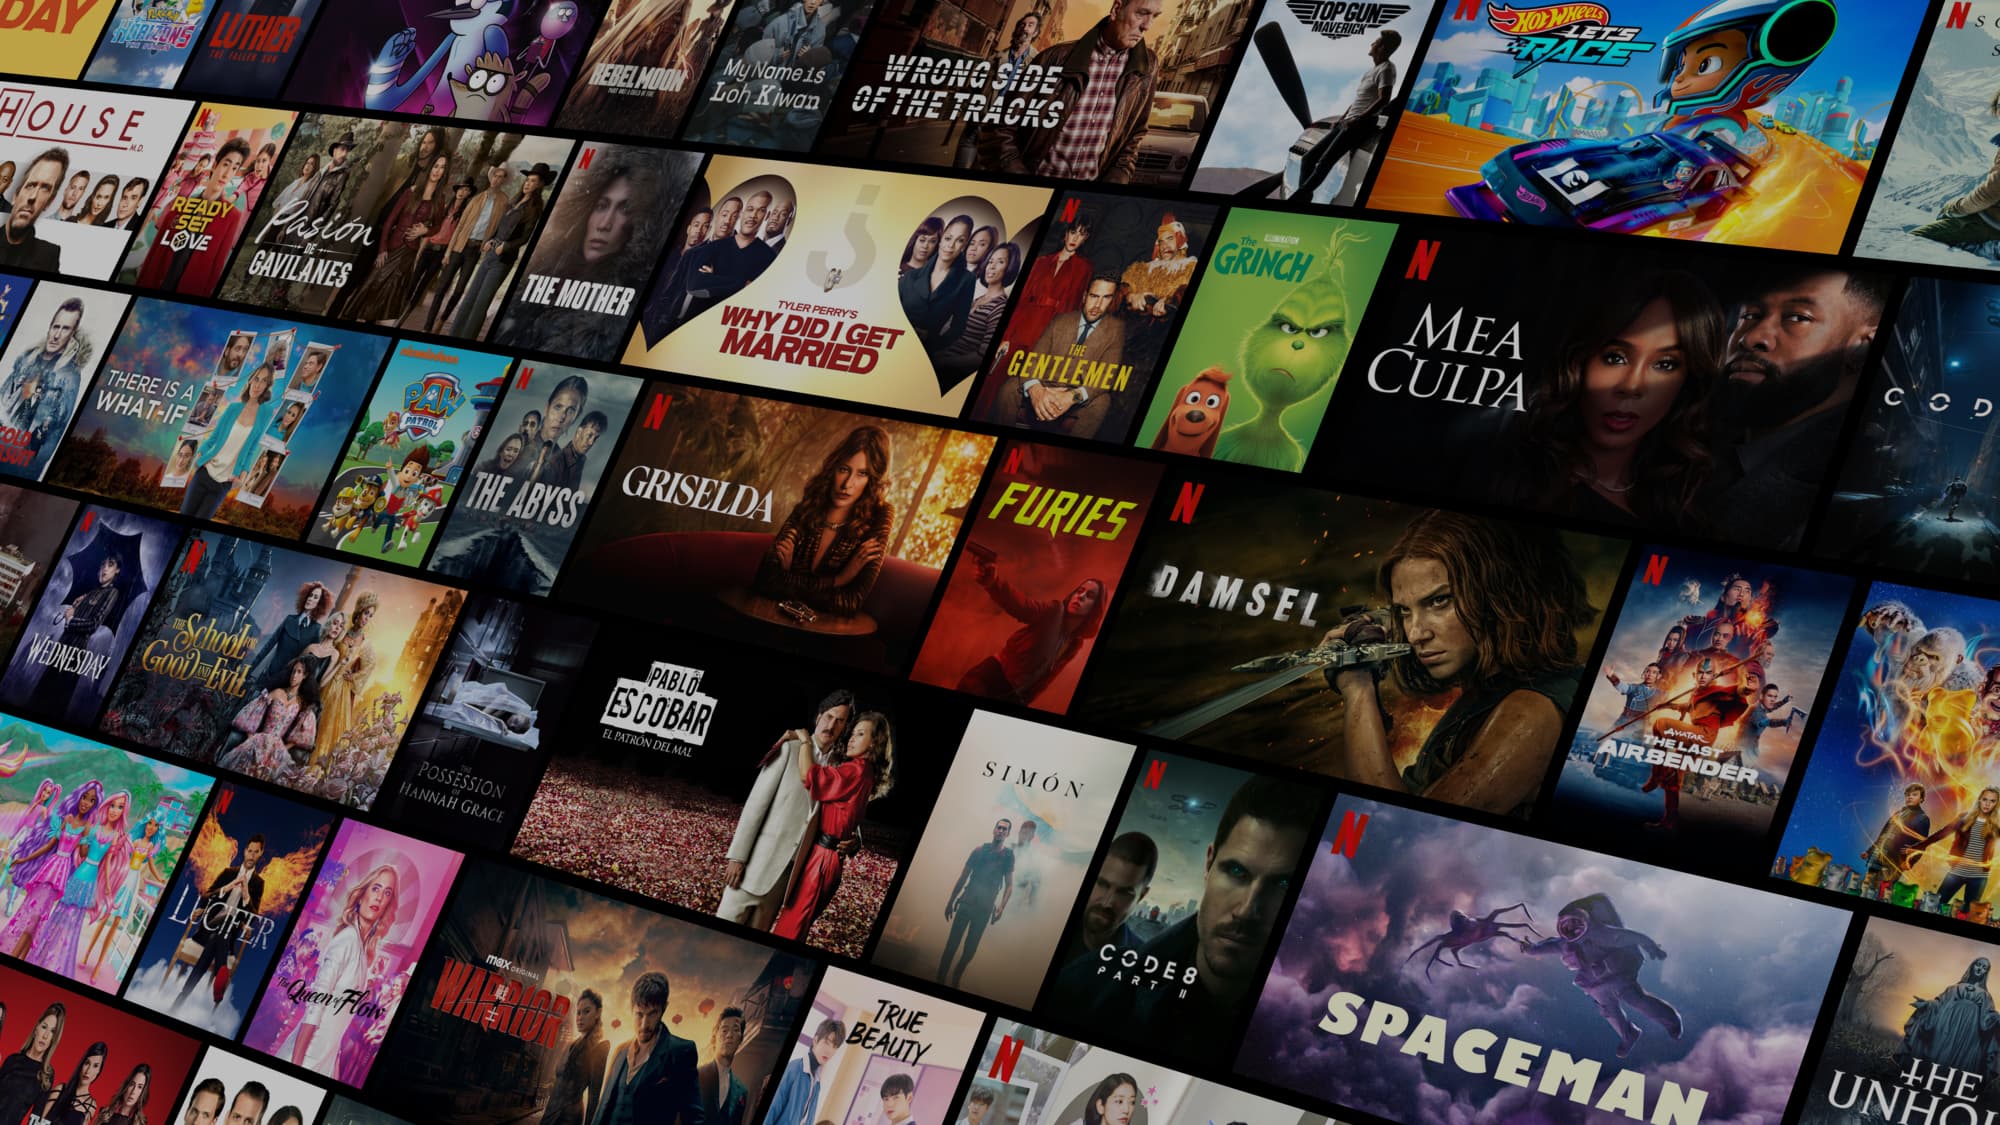 DAY
HORIZONS
LUTHER
THE FALLEN SUN
REBEL MOON
My Name is
Loh Kiwan
WRONG SIDE
OF THE TRACKS
TOP GUN
MAVERICK
N
HOT WHEELS
LET'S
RACE
N
HOUSE
M.D.
N
READY
SET
LOVE
Pasión
DE
GAVILANES
N
THE MOTHER
TYLER PERRY'S
WHY DID I GET
MARRIED
?
N
THE
GENTLEMEN
ILLUMINATION
The
GRINCH
N
MEA
CULPA
COD
COLD
THERE IS A
WHAT-IF
nickelodeon
PAW
PATROL
N
THE ABYSS
N
GRISELDA
N
FURIES
N
DAMSEL
N
AVATAR
THE LAST
AIRBENDER
N
WEDNESDAY
N
THE SCHOOL FOR
GOOD AND EVIL
THE
POSSESSION
OF
HANNAH GRACE
PABLO
ESCOBAR
EL PATRÓN DEL MAL
SIMÓN
N
CODE 8
PART II
N
SPACEMAN
N
LUCIFER
The Queen of Flow
max ORIGINAL
WARRIOR
TRUE
BEAUTY
N
THE
UNHO
THE